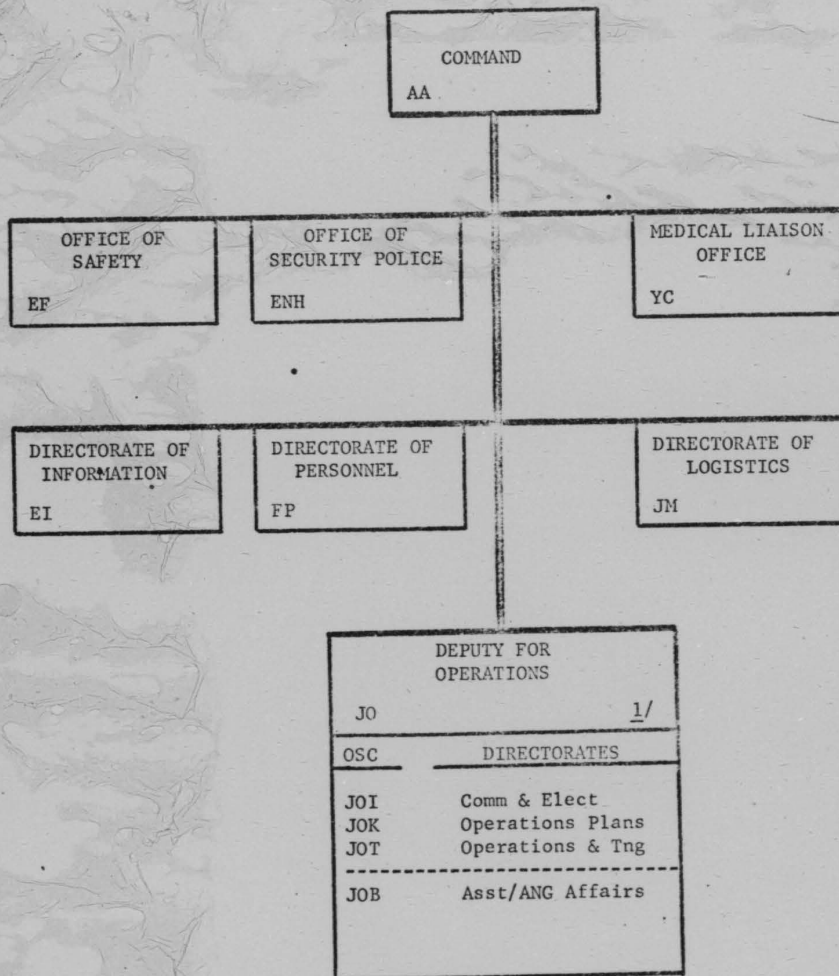 COMMAND
AA
OFFICE OF
SAFETY
EF
OFFICE OF
SECURITY POLICE
ENH
MEDICAL LIAISON
OFFICE
YC
DIRECTORATE OF
INFORMATION
EI
DIRECTORATE OF
PERSONNEL
FP
DIRECTORATE OF
LOGISTICS
JM
DEPUTY FOR
OPERATIONS
JO 1/
OSC DIRECTORATES
JOI Comm & Elect
JOK Operations Plans
JOT Operations & Tng
JOB Asst/ANG Affairs